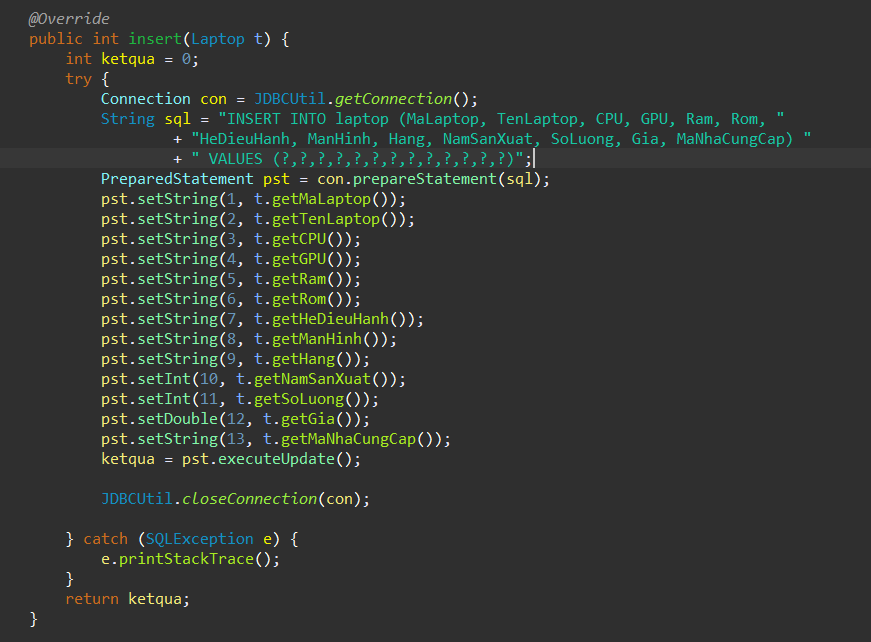 @Override
public int insert(Laptop t) {
    int ketqua = 0;
    try {
        Connection con = JDBCUtil.getConnection();
        String sql = "INSERT INTO laptop (MaLaptop, TenLaptop, CPU, GPU, Ram, Rom, "
                + "HeDieuHanh, ManHinh, Hang, NamSanXuat, SoLuong, Gia, MaNhaCungCap) "
                + " VALUES (?,?,?,?,?,?,?,?,?,?,?,?,?)";
        PreparedStatement pst = con.prepareStatement(sql);
        pst.setString(1, t.getMaLaptop());
        pst.setString(2, t.getTenLaptop());
        pst.setString(3, t.getCPU());
        pst.setString(4, t.getGPU());
        pst.setString(5, t.getRam());
        pst.setString(6, t.getRom());
        pst.setString(7, t.getHeDieuHanh());
        pst.setString(8, t.getManHinh());
        pst.setString(9, t.getHang());
        pst.setInt(10, t.getNamSanXuat());
        pst.setInt(11, t.getSoLuong());
        pst.setDouble(12, t.getGia());
        pst.setString(13, t.getMaNhaCungCap());
        ketqua = pst.executeUpdate();

        JDBCUtil.closeConnection(con);

    } catch (SQLException e) {
        e.printStackTrace();
    }
    return ketqua;
}